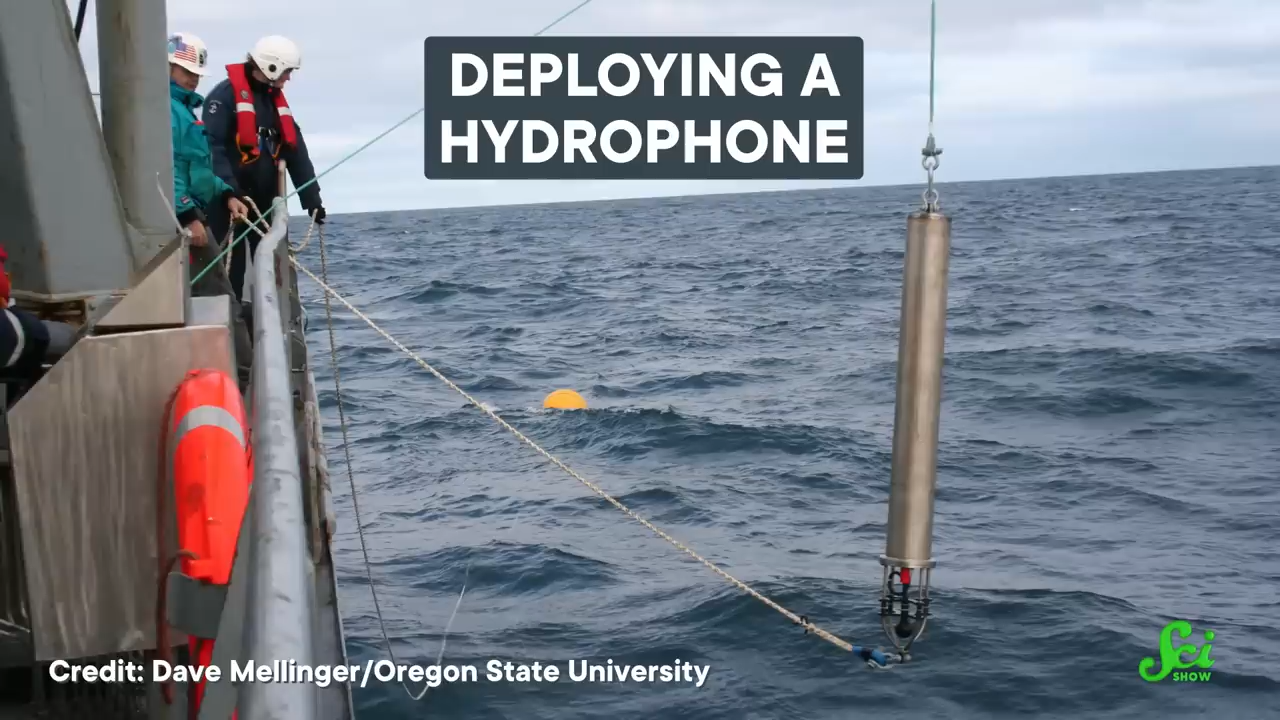 DEPLOYING A
HYDROPHONE
Credit: Dave Mellinger/Oregon State University
Sci
SHOW